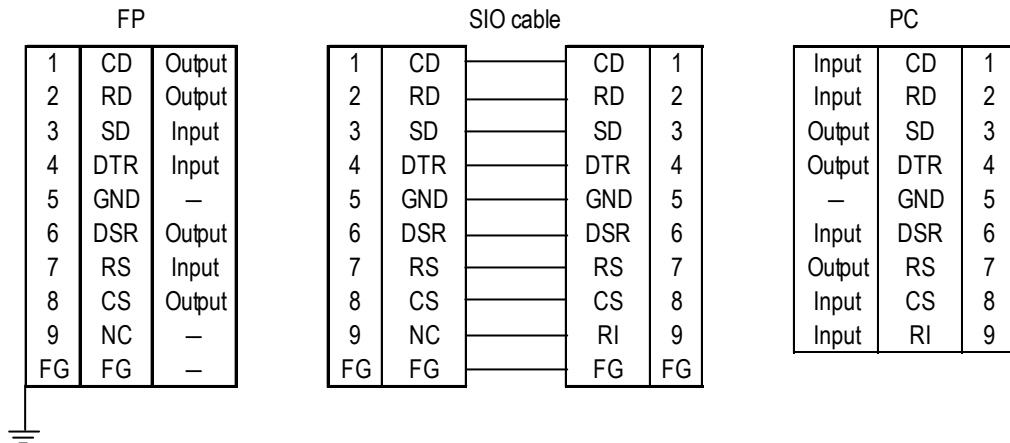 FP SIO cable PC
1 CD Output 1 CD CD 1 Input CD 1
2 RD Output 2 RD RD 2 Input RD 2
3 SD Input 3 SD SD 3 Output SD 3
4 DTR Input 4 DTR DTR 4 Output DTR 4
5 GND – 5 GND GND 5 – GND 5
6 DSR Output 6 DSR DSR 6 Input DSR 6
7 RS Input 7 RS RS 7 Output RS 7
8 CS Output 8 CS CS 8 Input CS 8
9 NC – 9 NC RI 9 Input RI 9
FG FG – FG FG FG FG